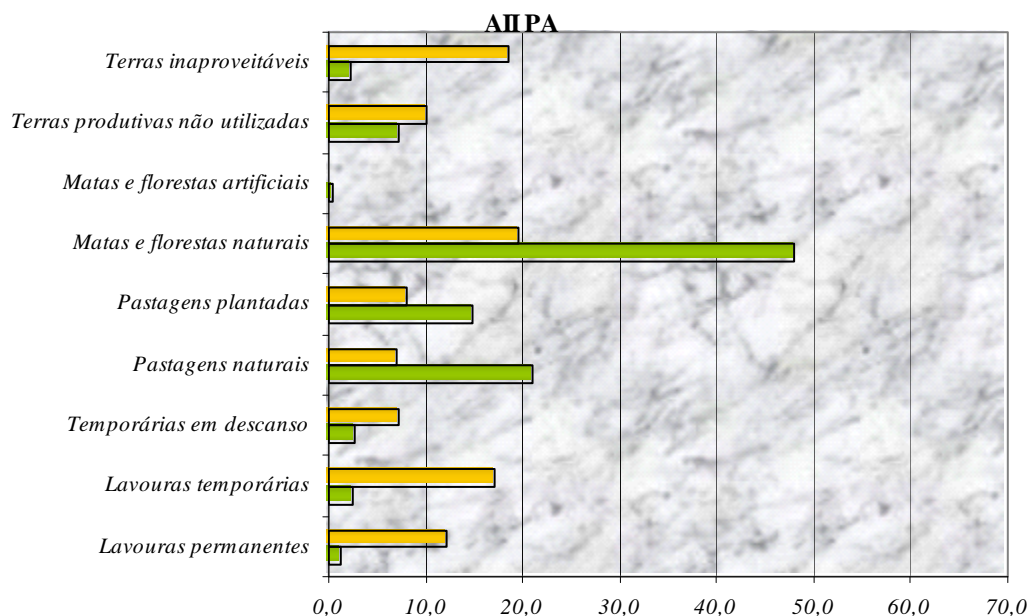 AII PA
Terras inaproveitáveis
Terras produtivas não utilizadas
Matas e florestas artificiais
Matas e florestas naturais
Pastagens plantadas
Pastagens naturais
Temporárias em descanso
Lavouras temporárias
Lavouras permanentes
0,0 10,0 20,0 30,0 40,0 50,0 60,0 70,0